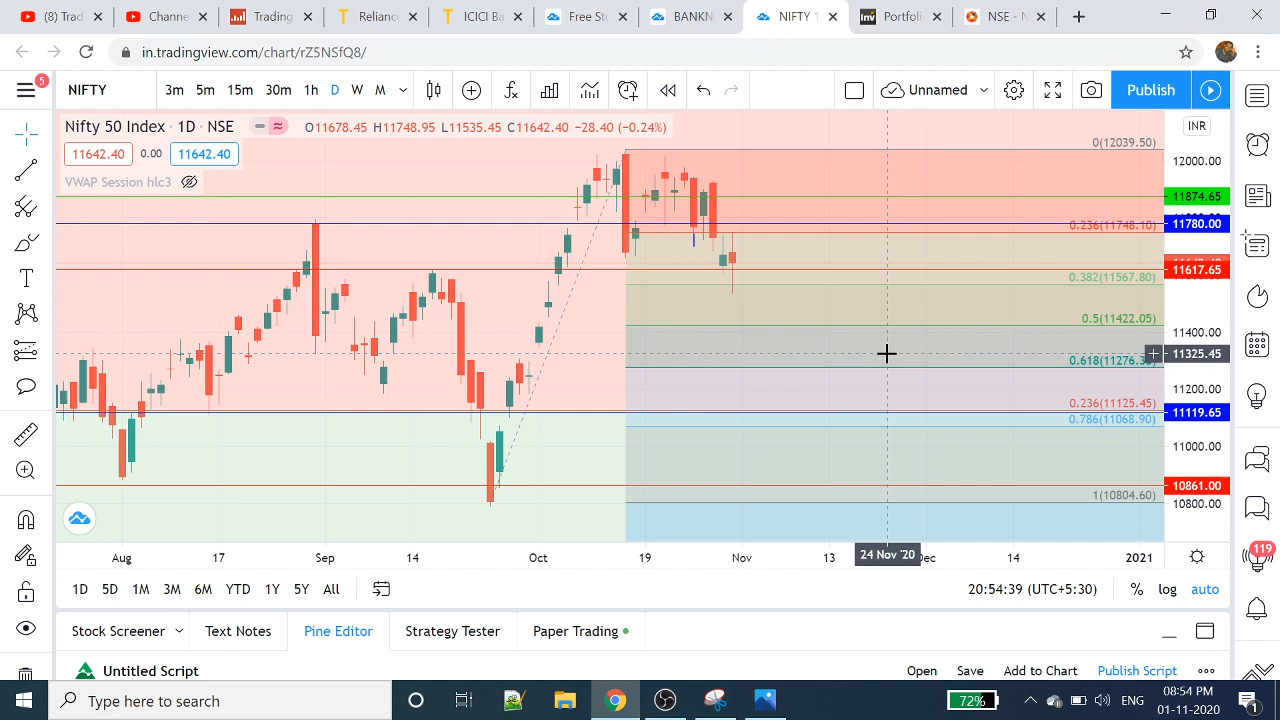 (8) Trad
Channe
Trading
Relianc
ICICI Ba
Free Sto
BANKN
NIFTY 1
Portfoli
NSE - N
in.tradingview.com/chart/rZ5NSfQ8/
5
NIFTY
3m 5m 15m 30m 1h D W M
Unnamed
Publish
Nifty 50 Index · 1D · NSE
O11678.45 H11748.95 L11535.45 C11642.40 −28.40 (−0.24%)
INR
11642.40 0.00 11642.40
VWAP Session hlc3
0(12039.50)
12000.00
11874.65
11780.00
0.236(11748.10)
11617.65
0.382(11567.80)
0.5(11422.05)
11400.00
11325.45
0.618(11276.30)
11200.00
0.236(11125.45)
11119.65
0.786(11068.90)
11000.00
10861.00
1(10804.60)
10800.00
Aug 17 Sep 14 Oct 19 Nov 13 24 Nov '20 Dec 14 2021
1D 5D 1M 3M 6M YTD 1Y 5Y All
20:54:39 (UTC+5:30)
% log auto
119
Stock Screener
Text Notes
Pine Editor
Strategy Tester
Paper Trading
Untitled Script
Open Save Add to Chart Publish Script
Type here to search
72%
ENG
08:54 PM
01-11-2020
1